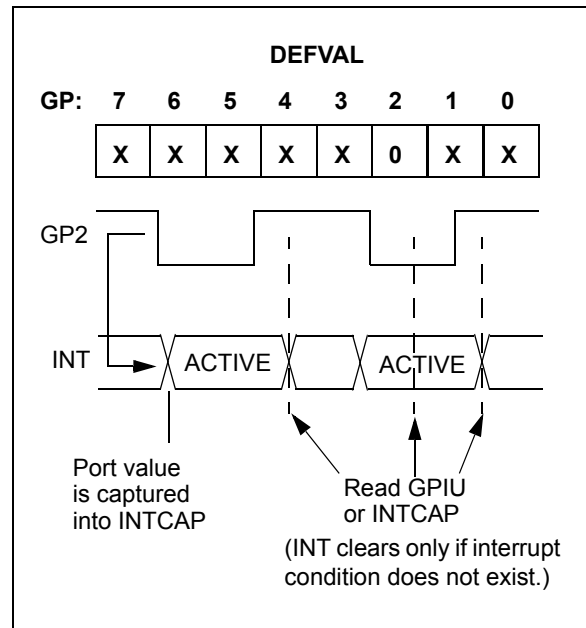 DEFVAL
GP: 7 6 5 4 3 2 1 0
X X X X X 0 X X
GP2
INT ACTIVE ACTIVE
Port value
is captured
into INTCAP
Read GPIU
or INTCAP
(INT clears only if interrupt
condition does not exist.)